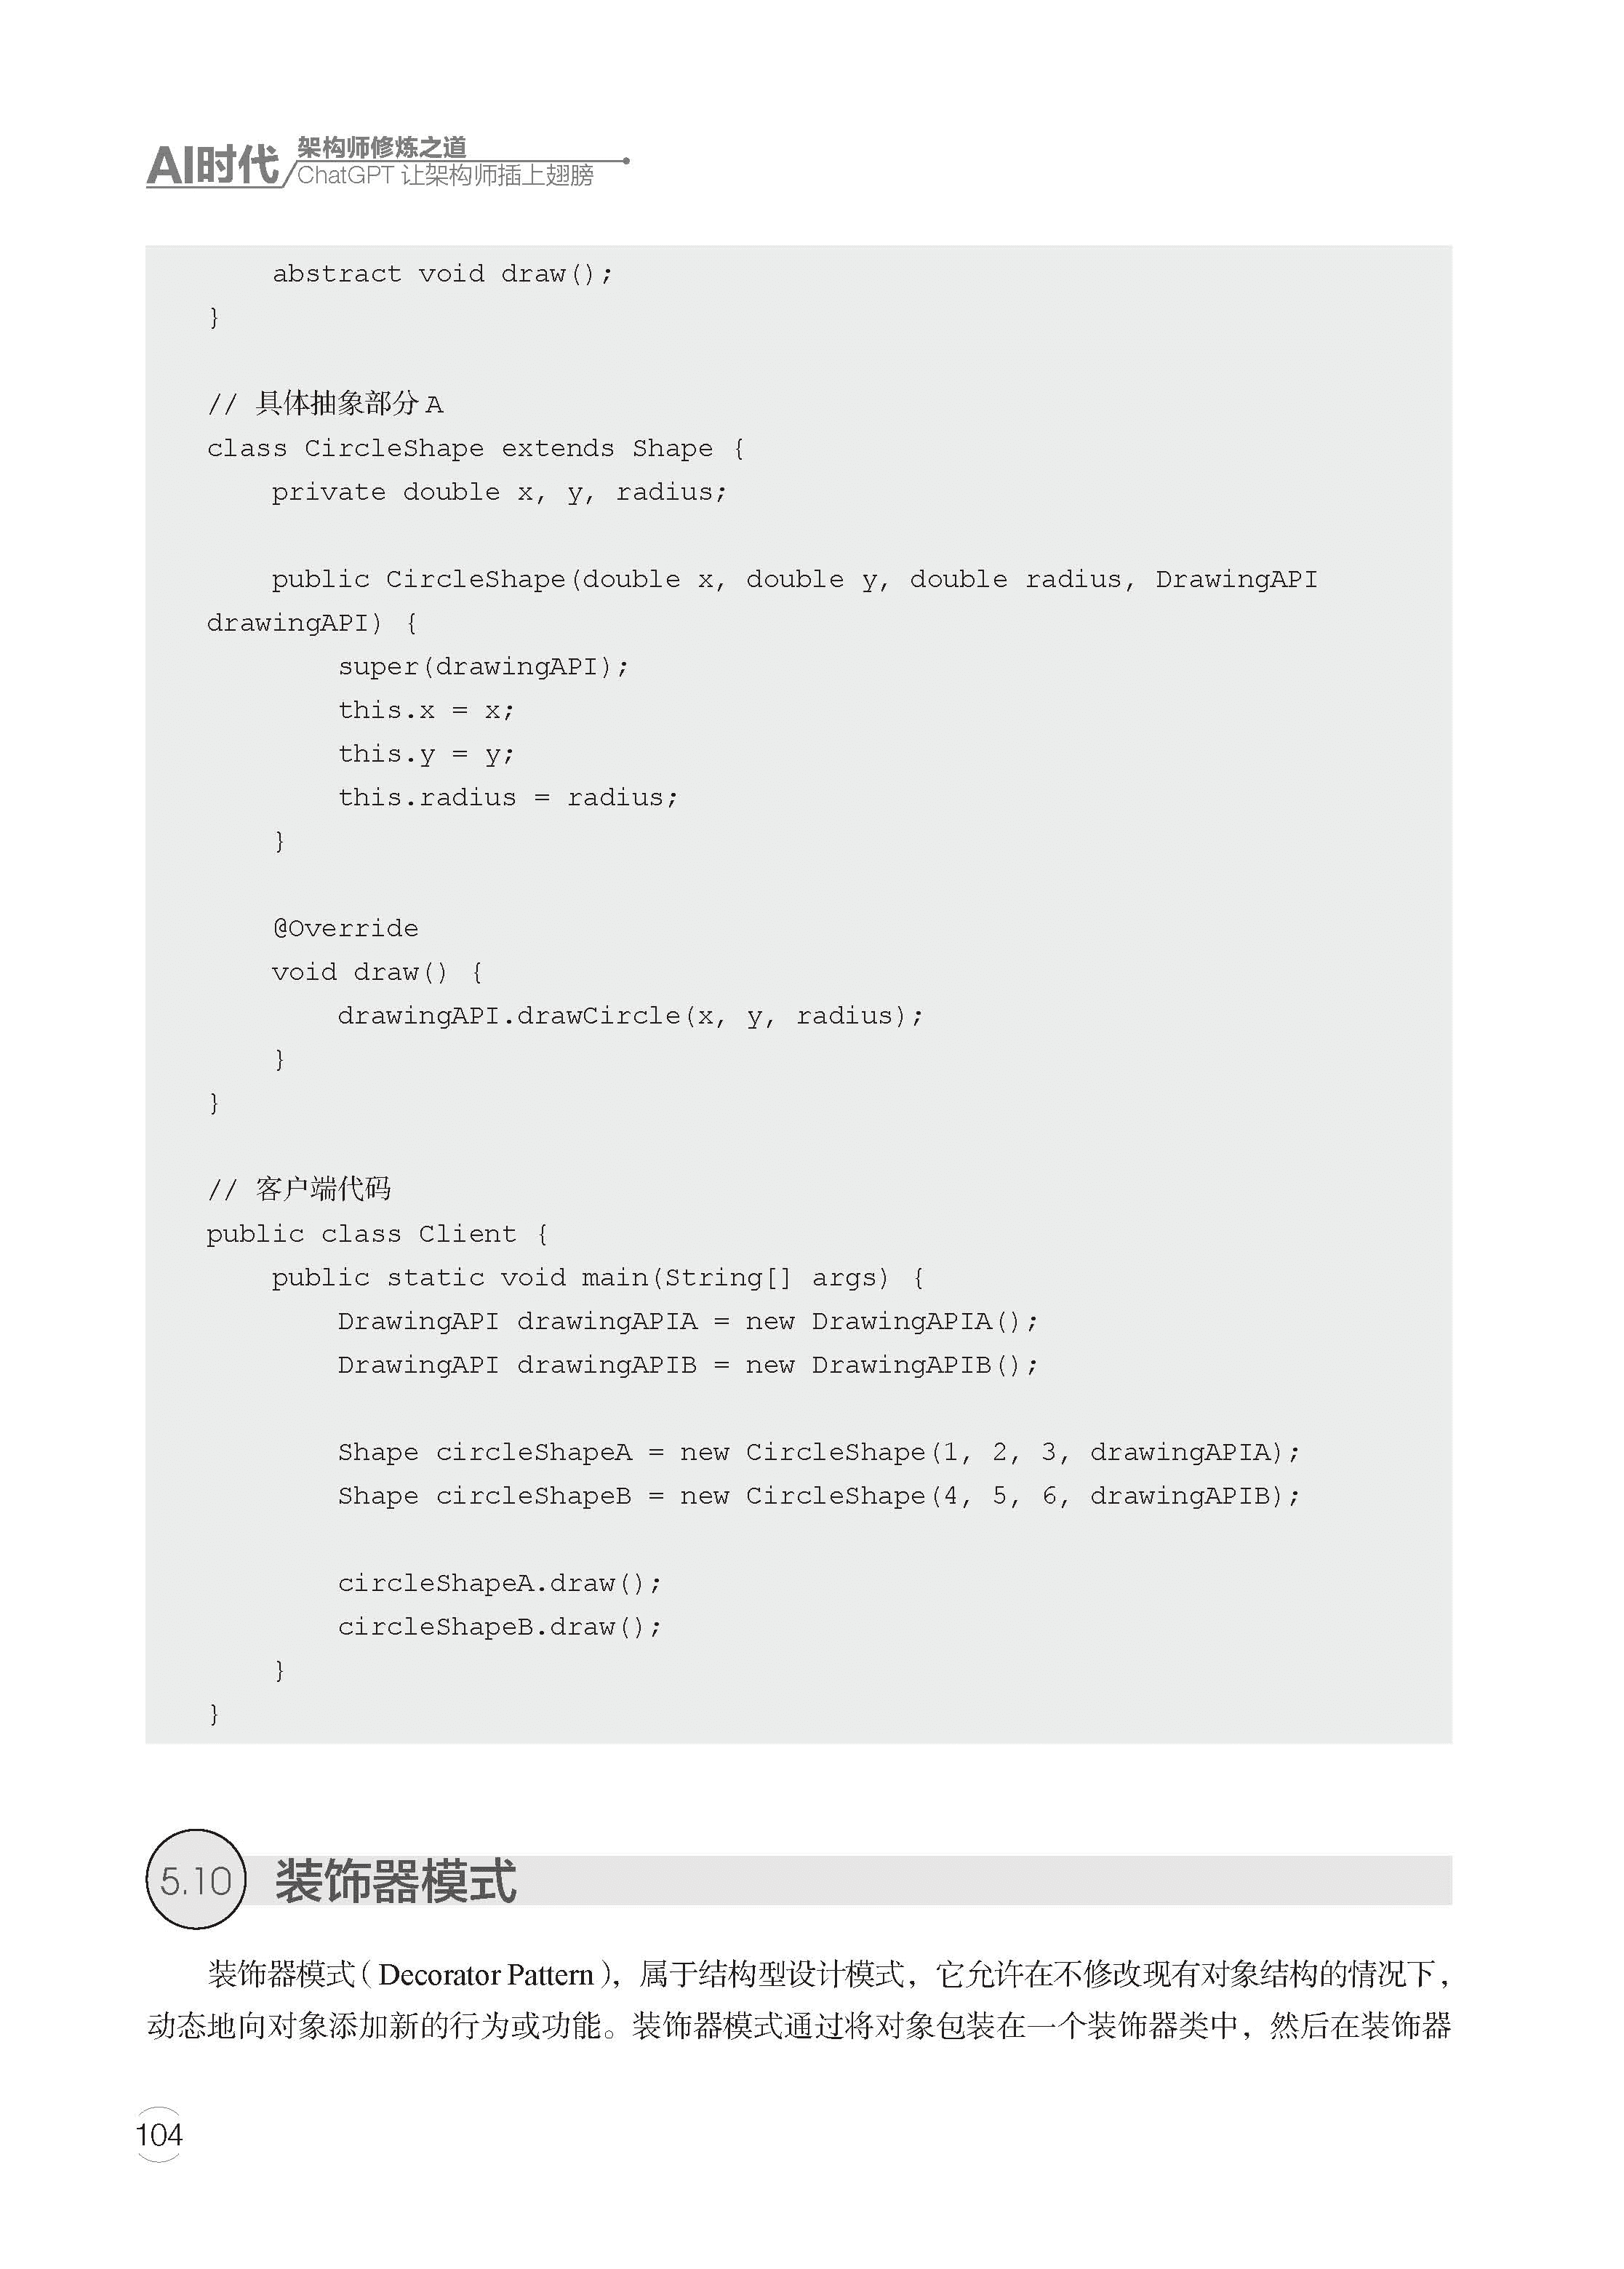 AI时代
架构师修炼之道
ChatGPT 让架构师插上翅膀
    abstract void draw();
}
// 具体抽象部分A
class CircleShape extends Shape {
    private double x, y, radius;
    public CircleShape(double x, double y, double radius, DrawingAPI
drawingAPI) {
        super(drawingAPI);
        this.x = x;
        this.y = y;
        this.radius = radius;
    }
    @Override
    void draw() {
        drawingAPI.drawCircle(x, y, radius);
    }
}
// 客户端代码
public class Client {
    public static void main(String[] args) {
        DrawingAPI drawingAPIA = new DrawingAPIA();
        DrawingAPI drawingAPIB = new DrawingAPIB();
        Shape circleShapeA = new CircleShape(1, 2, 3, drawingAPIA);
        Shape circleShapeB = new CircleShape(4, 5, 6, drawingAPIB);
        circleShapeA.draw();
        circleShapeB.draw();
    }
}
5.10 装饰器模式
装饰器模式（Decorator Pattern），属于结构型设计模式，它允许在不修改现有对象结构的情况下，
动态地向对象添加新的行为或功能。装饰器模式通过将对象包装在一个装饰器类中，然后在装饰器
104